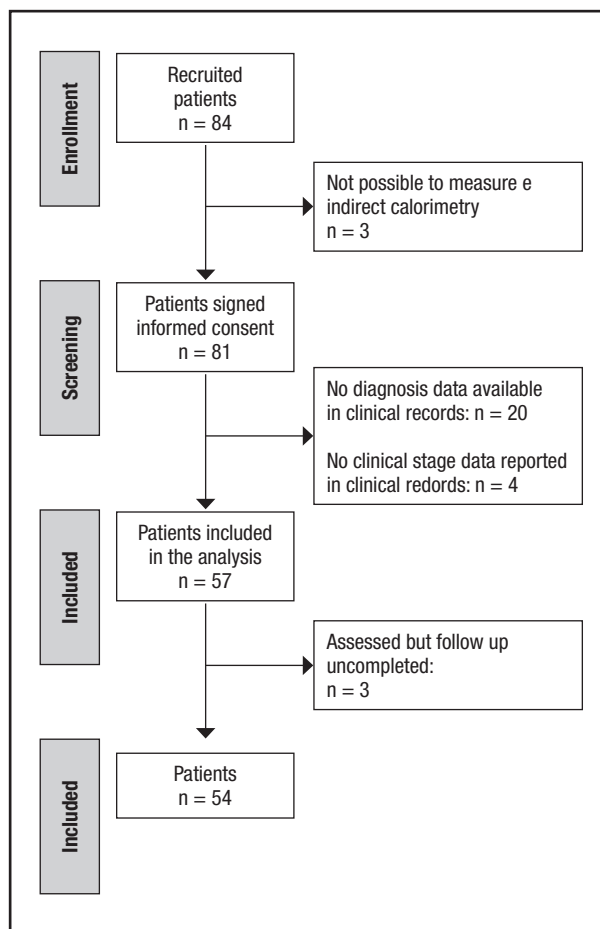 Enrollment
Recruited
patients
n = 84
Not possible to measure e
indirect calorimetry
n = 3
Screening
Patients signed
informed consent
n = 81
No diagnosis data available
in clinical records: n = 20
No clinical stage data reported
in clinical redords: n = 4
Included
Patients included
in the analysis
n = 57
Assessed but follow up
uncompleted:
n = 3
Included
Patients
n = 54